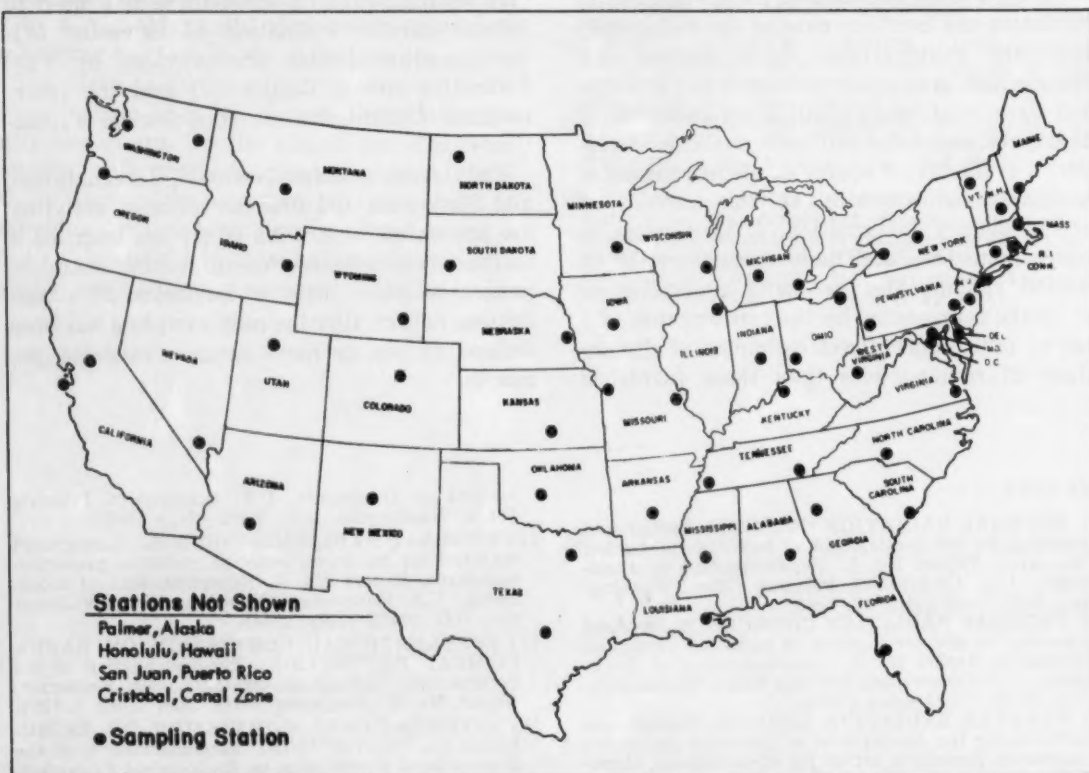 WASHINGTON
MONTANA
NORTH DAKOTA
MINNESOTA
MAINE
OREGON
IDAHO
WYOMING
SOUTH DAKOTA
WISCONSIN
MICHIGAN
NEW YORK
N.H.
MASS
R.I.
CONN.
NEVADA
UTAH
COLORADO
NEBRASKA
IOWA
ILLINOIS
INDIANA
OHIO
PENNSYLVANIA
WEST
VIRGINIA
VIRGINIA
DEL
D.C.
CALIFORNIA
KANSAS
MISSOURI
KENTUCKY
ARIZONA
NEW MEXICO
OKLAHOMA
ARKANSAS
TENNESSEE
NORTH CAROLINA
SOUTH
CAROLINA
TEXAS
LOUISIANA
MISSISSIPPI
ALABAMA
GEORGIA
FLORIDA
Stations Not Shown
Palmer, Alaska
Honolulu, Hawaii
San Juan, Puerto Rico
Cristobal, Canal Zone
Sampling Station